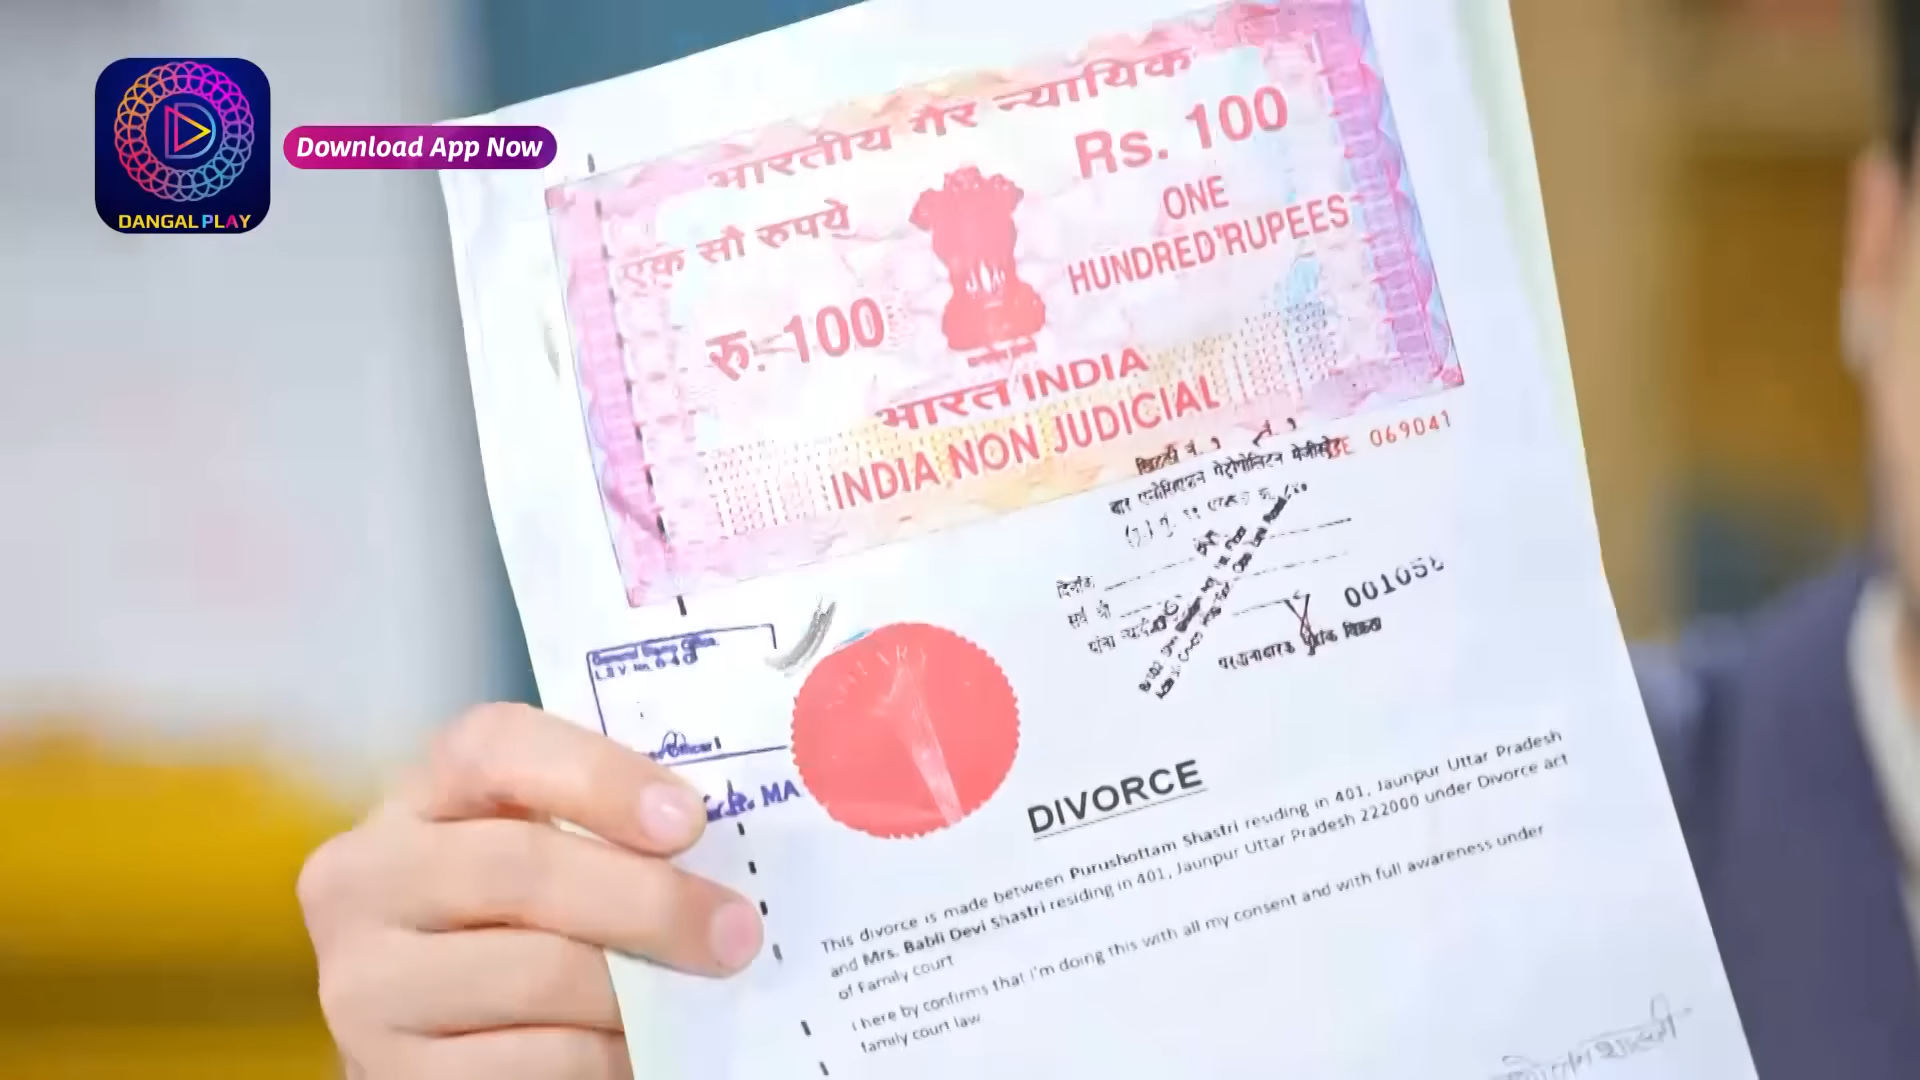 DANGAL PLAY
Download App Now
भारतीय गैर न्यायिक
एक सौ रुपये
Rs. 100
ONE
HUNDRED RUPEES
रु. 100
भारत INDIA
INDIA NON JUDICIAL
069041
001058
DIVORCE
This divorce is made between Purushottam Shastri residing in 401, Jaunpur Uttar Pradesh
and Mrs. Babli Devi Shastri residing in 401, Jaunpur Uttar Pradesh 222000 under Divorce act
of Family court
I here by confirms that I'm doing this with all my consent and with full awareness under
family court law